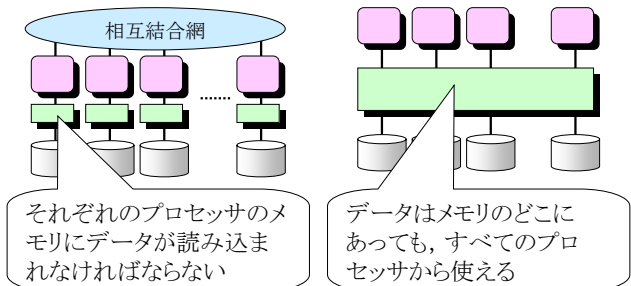 相互結合網
.......
それぞれのプロセッサのメ
モリにデータが読み込ま
れなければならない
データはメモリのどこに
あっても, すべてのプロ
セッサから使える